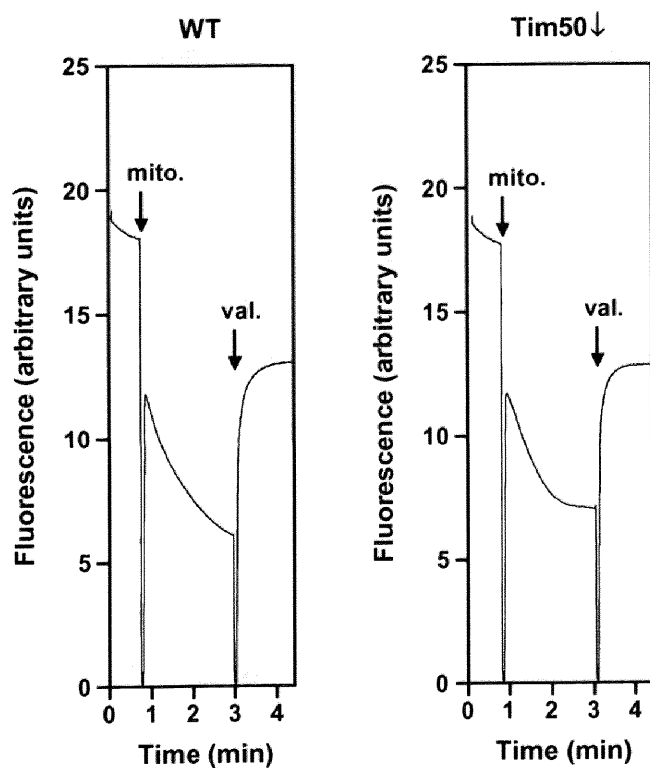 WT
Fluorescence (arbitrary units)
25
20
15
10
5
0
mito.
val.
0 1 2 3 4
Time (min)
Tim50↓
Fluorescence (arbitrary units)
25
20
15
10
5
0
mito.
val.
0 1 2 3 4
Time (min)